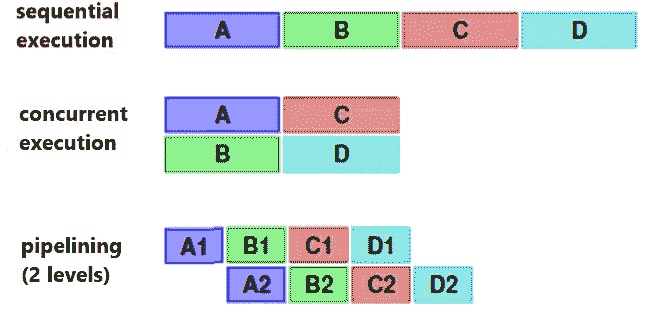 sequential
execution
A B C D
concurrent
execution
A C
B D
pipelining
(2 levels)
A1 B1 C1 D1
A2 B2 C2 D2